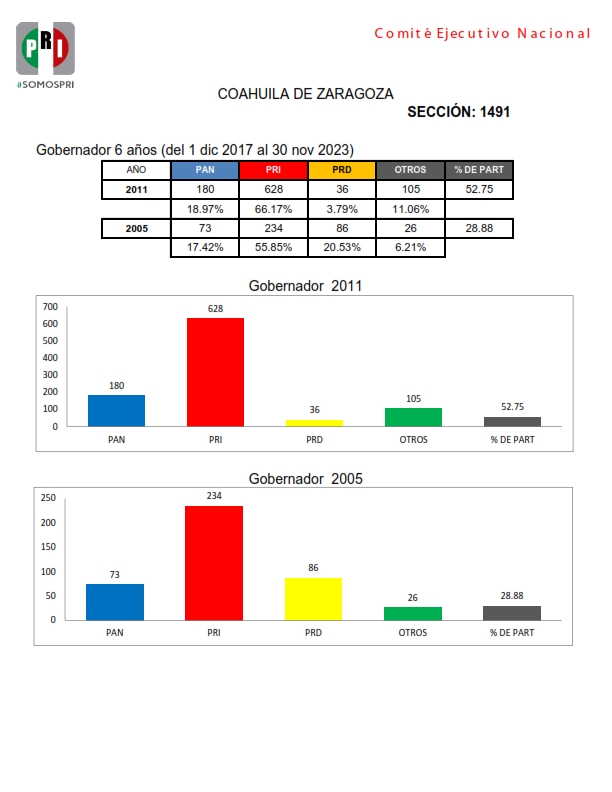 PRI
#SOMOSPRI
Comité Ejecutivo Nacional
COAHUILA DE ZARAGOZA
SECCIÓN: 1491
Gobernador 6 años (del 1 dic 2017 al 30 nov 2023)
AÑO PAN PRI PRD OTROS % DE PART
2011 180 628 36 105 52.75
18.97% 66.17% 3.79% 11.06%
2005 73 234 86 26 28.88
17.42% 55.85% 20.53% 6.21%
Gobernador 2011
700
600
500
400
300
200
100
0
180
628
36
105
52.75
PAN PRI PRD OTROS % DE PART
Gobernador 2005
250
200
150
100
50
0
73
234
86
26
28.88
PAN PRI PRD OTROS % DE PART